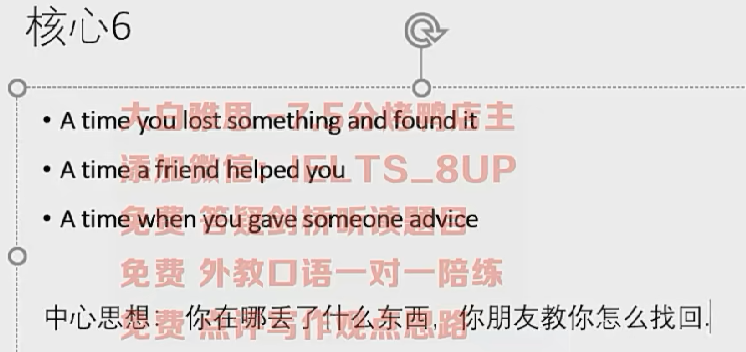 核心6
• A time you lost something and found it
大白雅思 -7.5分烤鸭店主
• A time a friend helped you
添加微信: IELTS_8UP
• A time when you gave someone advice
免费 答疑剑桥听读题目
免费 外教口语一对一陪练
中心思想: 你在哪丢了什么东西, 你朋友教你怎么找回.
免费 点评写作观点思路